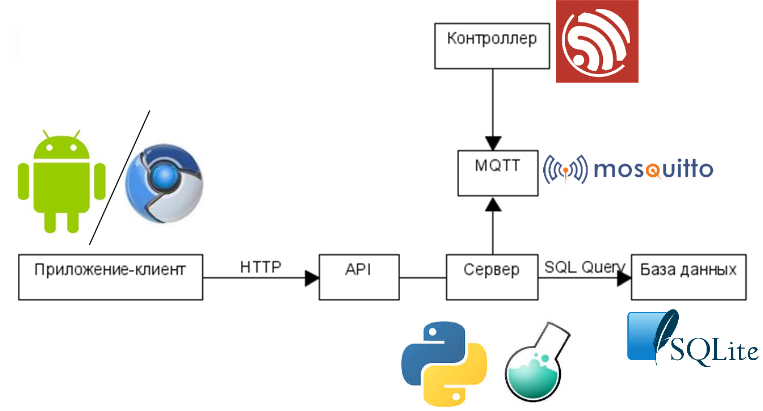 Контроллер
MQTT
mosquitto
Приложение-клиент
HTTP
API
Сервер
SQL Query
База данных
SQLite